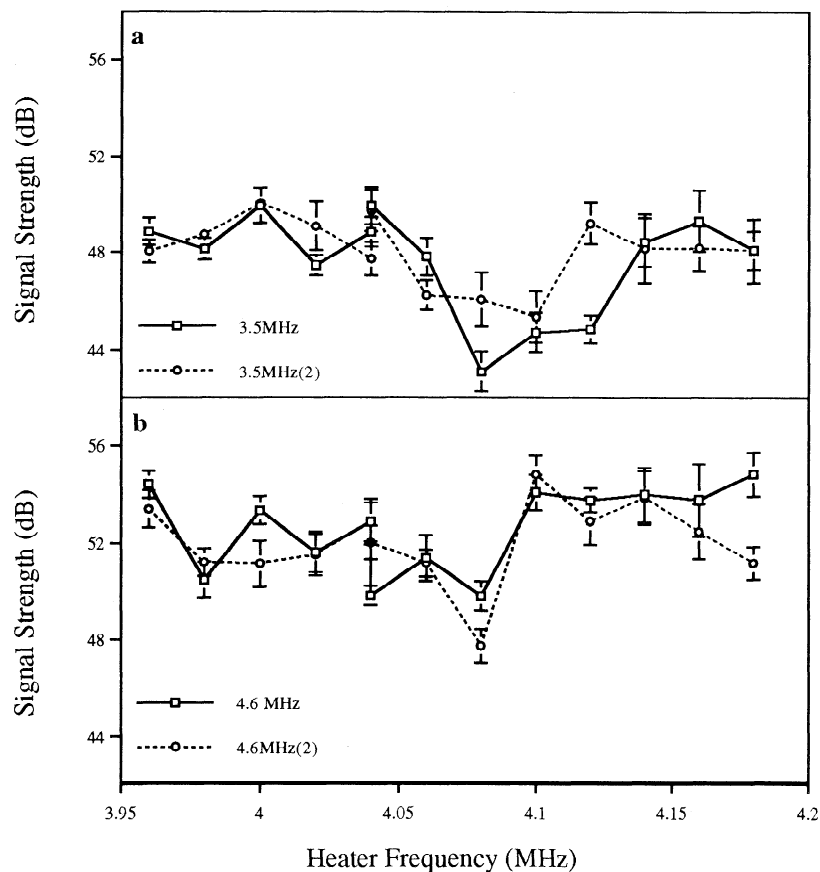 a
56
52
48
44
Signal Strength (dB)
3.5MHz
3.5MHz(2)
b
56
52
48
44
Signal Strength (dB)
4.6 MHz
4.6MHz(2)
3.95 4 4.05 4.1 4.15 4.2
Heater Frequency (MHz)